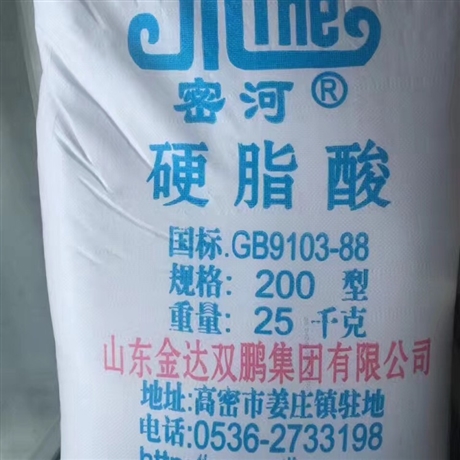 密河®
硬脂酸
国标.GB9103-88
规格: 200 型
重量: 25 千克
山东金达双鹏集团有限公司
地址:高密市姜庄镇驻地
电话:0536-2733198